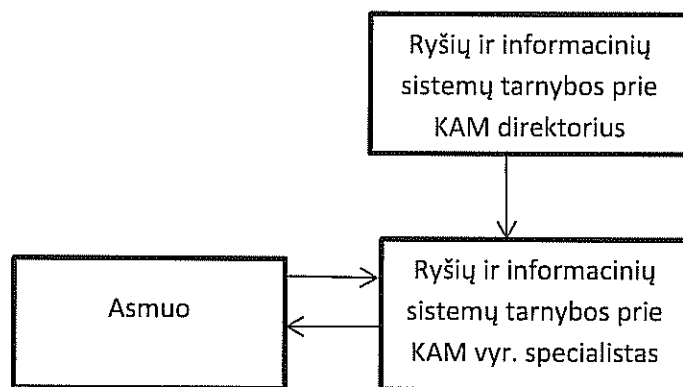 Ryšių ir informacinių
sistemų tarnybos prie
KAM direktorius
Asmuo
Ryšių ir informacinių
sistemų tarnybos prie
KAM vyr. specialistas